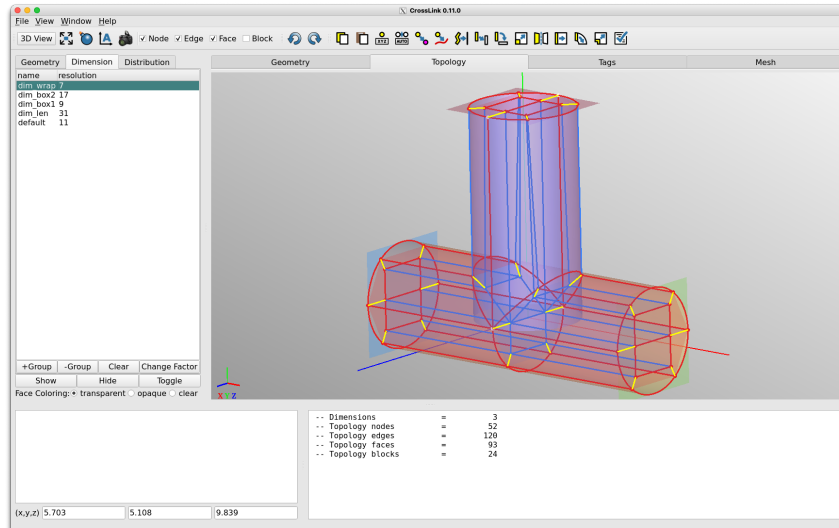 CrossLink 0.11.0
File View Window Help
3D View Node Edge Face Block XYZ AUTO
Geometry Dimension Distribution Geometry Topology Tags Mesh
name resolution
dim_wrap 7
dim_box2 17
dim_box1 9
dim_len 31
default 11
+Group -Group Clear Change Factor
Show Hide Toggle
Face Coloring: transparent opaque clear
X Y Z
-- Dimensions = 3
-- Topology nodes = 52
-- Topology edges = 120
-- Topology faces = 93
-- Topology blocks = 24
(x,y,z) 5.703 5.108 9.839